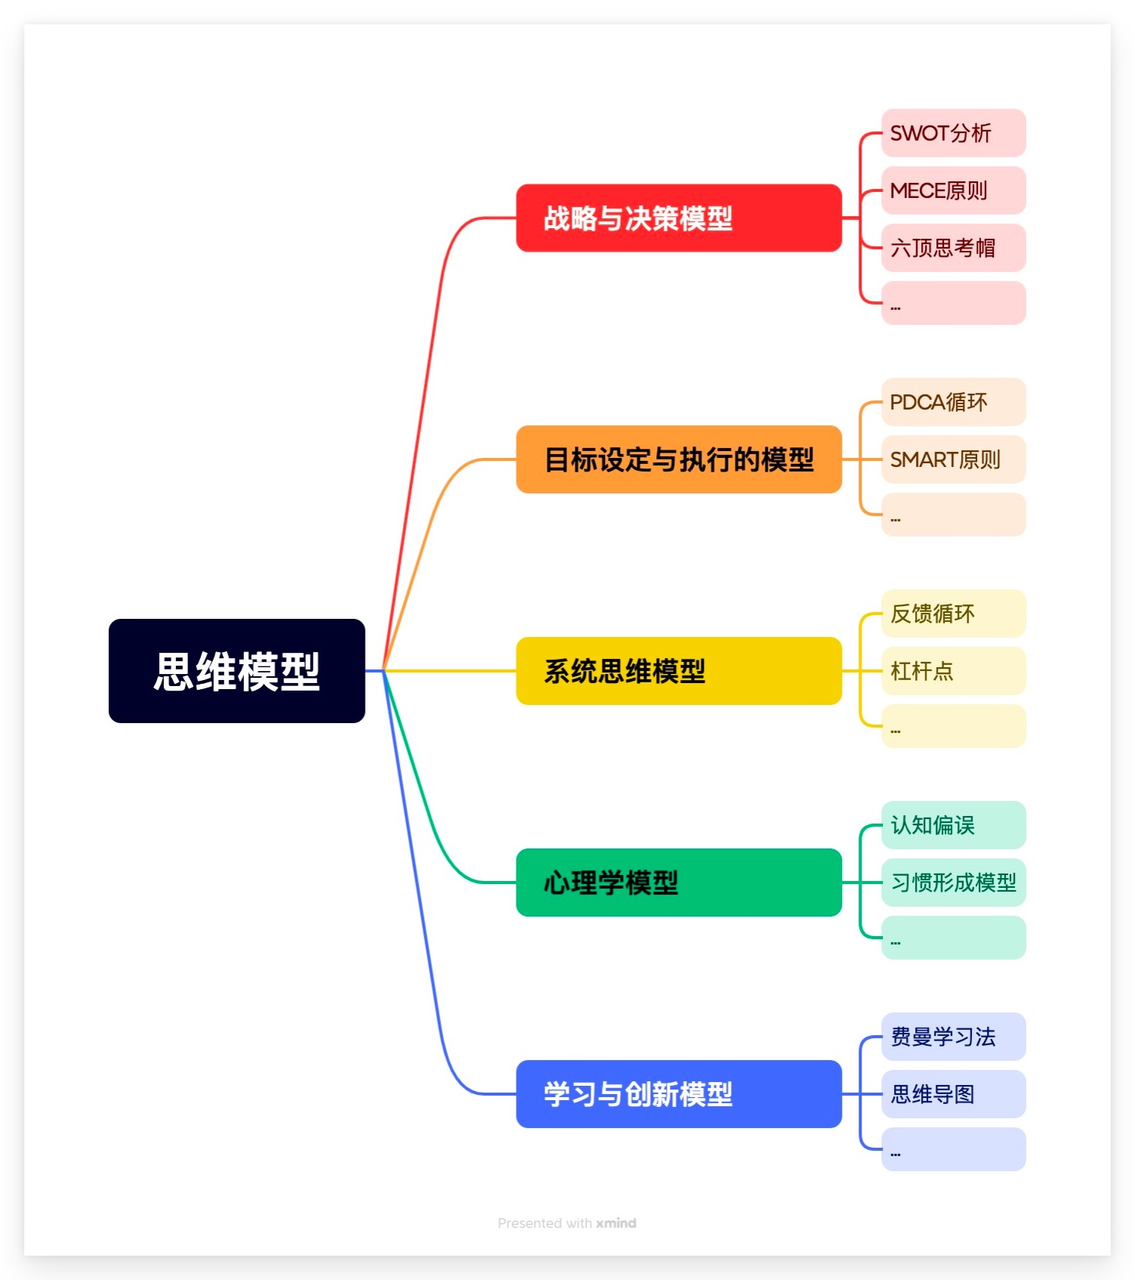 思维模型
战略与决策模型
SWOT分析
MECE原则
六顶思考帽
...
目标设定与执行的模型
PDCA循环
SMART原则
...
系统思维模型
反馈循环
杠杆点
...
心理学模型
认知偏误
习惯形成模型
...
学习与创新模型
费曼学习法
思维导图
...
Presented with xmind